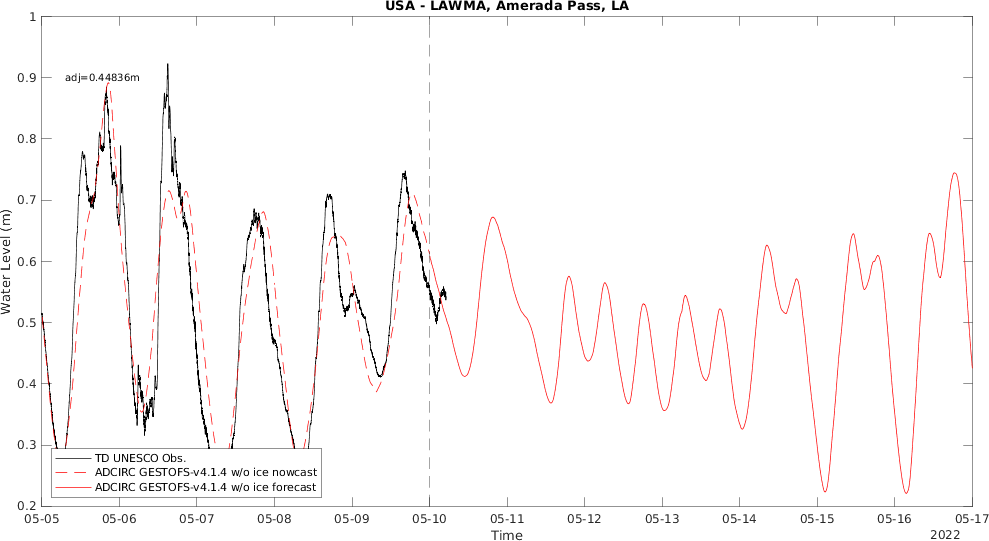 USA - LAWMA, Amerada Pass, LA
1
adj=0.44836m
0.9
0.8
0.7
0.6
0.5
0.4
0.3
0.2
Water Level (m)
TD UNESCO Obs.
ADCIRC GESTOFS-v4.1.4 w/o ice nowcast
ADCIRC GESTOFS-v4.1.4 w/o ice forecast
05-05 05-06 05-07 05-08 05-09 05-10 05-11 05-12 05-13 05-14 05-15 05-16 05-17
Time
2022